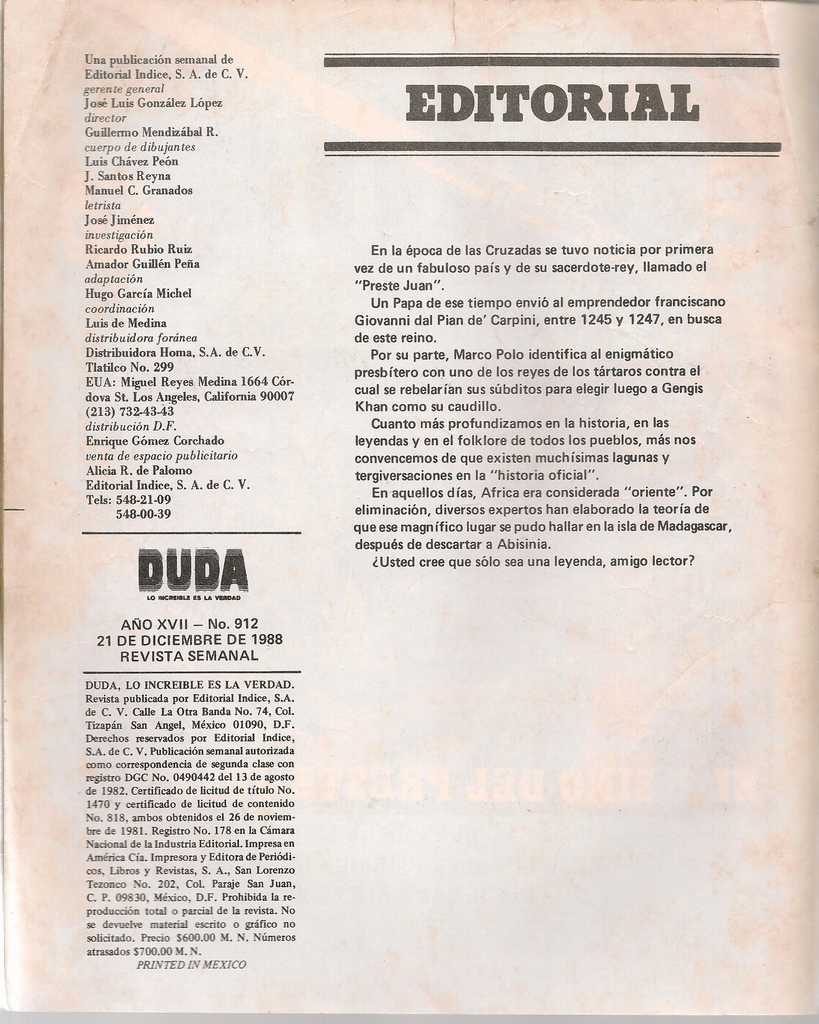 Una publicación semanal de
Editorial Indice, S. A. de C. V.
gerente general
José Luis González López
director
Guillermo Mendizábal R.
cuerpo de dibujantes
Luis Chávez Peón
J. Santos Reyna
Manuel C. Granados
letrista
José Jiménez
investigación
Ricardo Rubio Ruiz
Amador Guillén Peña
adaptación
Hugo García Michel
coordinación
Luis de Medina
distribuidora foránea
Distribuidora Homa, S.A. de C.V.
Tlatilco No. 299
EUA: Miguel Reyes Medina 1664 Cór-
dova St. Los Angeles, California 90007
(213) 732-43-43
distribución D.F.
Enrique Gómez Corchado
venta de espacio publicitario
Alicia R. de Palomo
Editorial Indice, S. A. de C. V.
Tels: 548-21-09
548-00-39
DUDA
LO INCREIBLE ES LA VERDAD
AÑO XVII — No. 912
21 DE DICIEMBRE DE 1988
REVISTA SEMANAL
DUDA, LO INCREIBLE ES LA VERDAD.
Revista publicada por Editorial Indice, S.A.
de C. V. Calle La Otra Banda No. 74, Col.
Tizapán San Angel, México 01090, D.F.
Derechos reservados por Editorial Indice,
S.A. de C. V. Publicación semanal autorizada
como correspondencia de segunda clase con
registro DGC No. 0490442 del 13 de agosto
de 1982. Certificado de licitud de título No.
1470 y certificado de licitud de contenido
No. 818, ambos obtenidos el 26 de noviem-
bre de 1981. Registro No. 178 en la Cámara
Nacional de la Industria Editorial. Impresa en
América Cía. Impresora y Editora de Periódi-
cos, Libros y Revistas, S. A., San Lorenzo
Tezonco No. 202, Col. Paraje San Juan,
C. P. 09830, México, D.F. Prohibida la re-
producción total o parcial de la revista. No
se devuelve material escrito o gráfico no
solicitado. Precio $600.00 M. N. Números
atrasados $700.00 M. N.
PRINTED IN MEXICO
EDITORIAL
En la época de las Cruzadas se tuvo noticia por primera
vez de un fabuloso país y de su sacerdote-rey, llamado el
"Preste Juan".
Un Papa de ese tiempo envió al emprendedor franciscano
Giovanni dal Pian de' Carpini, entre 1245 y 1247, en busca
de este reino.
Por su parte, Marco Polo identifica al enigmático
presbítero con uno de los reyes de los tártaros contra el
cual se rebelarían sus súbditos para elegir luego a Gengis
Khan como su caudillo.
Cuanto más profundizamos en la historia, en las
leyendas y en el folklore de todos los pueblos, más nos
convencemos de que existen muchísimas lagunas y
tergiversaciones en la "historia oficial".
En aquellos días, Africa era considerada "oriente". Por
eliminación, diversos expertos han elaborado la teoría de
que ese magnífico lugar se pudo hallar en la isla de Madagascar,
después de descartar a Abisinia.
¿Usted cree que sólo sea una leyenda, amigo lector?